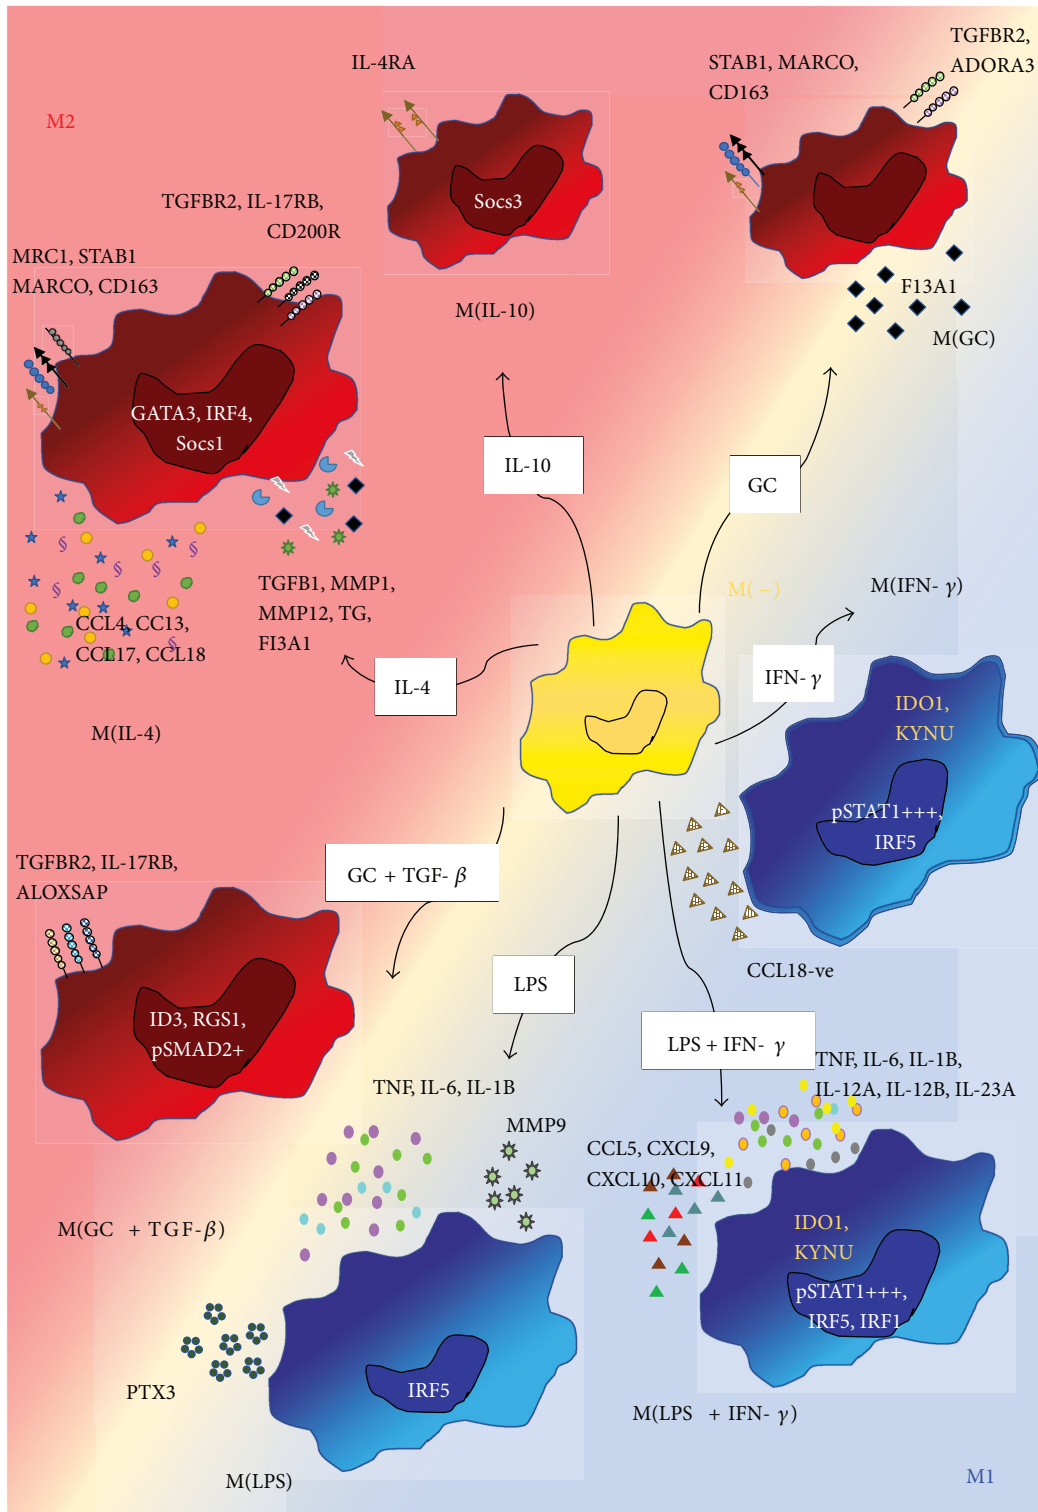 TGFBR2,
ADORA3
IL-4RA
STAB1, MARCO,
CD163
M2
Socs3
TGFBR2, IL-17RB,
CD200R
MRC1, STAB1
MARCO, CD163
F13A1
M(IL-10)
M(GC)
GATA3, IRF4,
Socs1
IL-10
GC
TGFB1, MMP1,
MMP12, TG,
FI3A1
M(−)
M(IFN- γ)
CCL4, CC13,
CCL17, CCL18
IL-4
IFN- γ
M(IL-4)
IDO1,
KYNU
pSTAT1+++,
IRF5
TGFBR2, IL-17RB,
ALOXSAP
GC + TGF- β
CCL18-ve
LPS
ID3, RGS1,
pSMAD2+
LPS + IFN- γ
TNF, IL-6, IL-1B
TNF, IL-6, IL-1B,
IL-12A, IL-12B, IL-23A
MMP9
CCL5, CXCL9,
CXCL10, CXCL11
M(GC + TGF-β)
IDO1,
KYNU
pSTAT1+++,
IRF5, IRF1
PTX3
IRF5
M(LPS + IFN- γ)
M(LPS)
M1